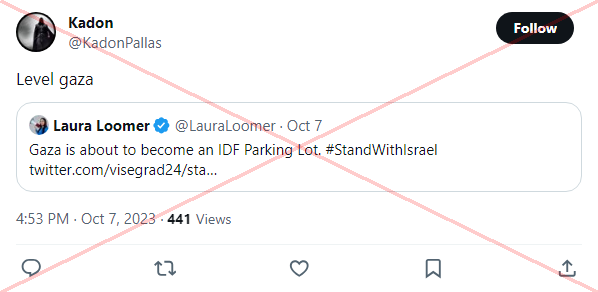 Kadon
@KadonPallas
Follow
Level gaza
Laura Loomer @LauraLoomer · Oct 7
Gaza is about to become an IDF Parking Lot. #StandWithIsrael
twitter.com/visegrad24/sta...
4:53 PM · Oct 7, 2023 · 441 Views